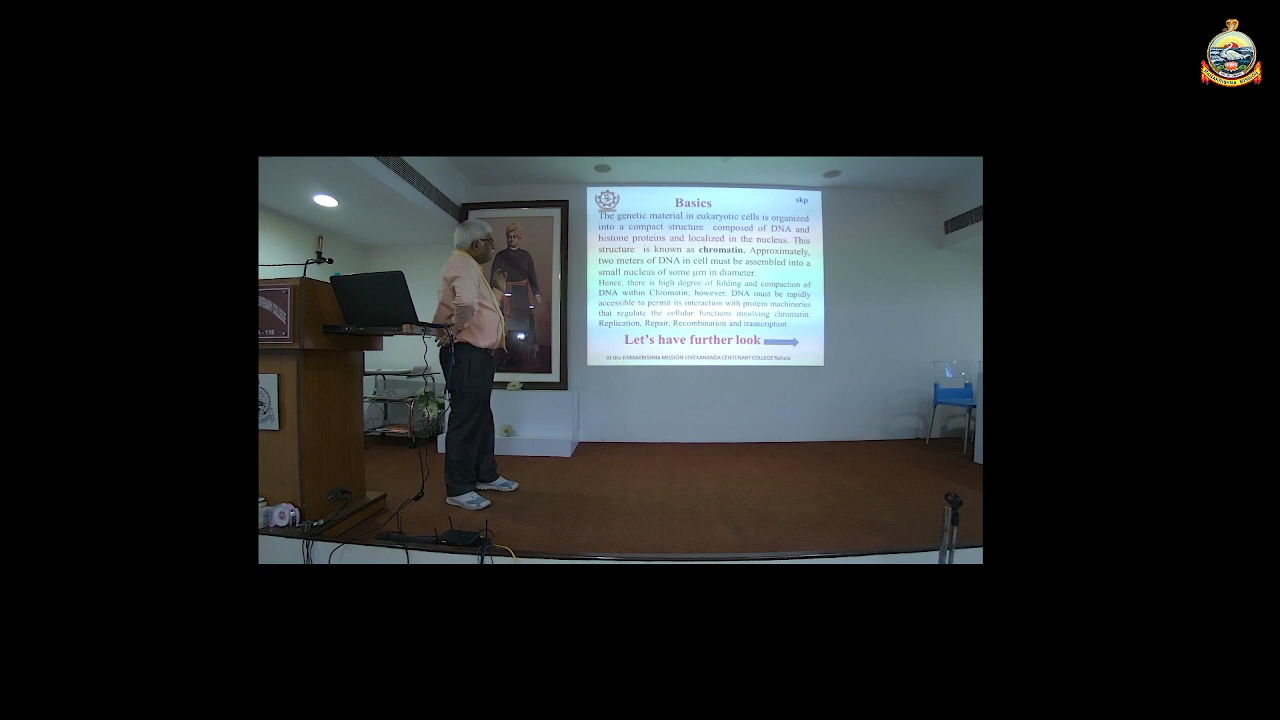 Basics
skp
The genetic material in eukaryotic cells is organized
into a compact structure composed of DNA and
histone proteins and localized in the nucleus. This
structure is known as chromatin. Approximately,
two meters of DNA in cell must be assembled into a
small nucleus of some µm in diameter.
Hence, there is high degree of folding and compaction of
DNA within Chromatin, however, DNA must be rapidly
accessible to permit its interaction with protein machineries
that regulate the cellular functions involving chromatin:
Replication, Repair, Recombination and transcription
Let's have further look
At the RAMAKRISHNA MISSION VIVEKANANDA CENTENARY COLLEGE Rahara